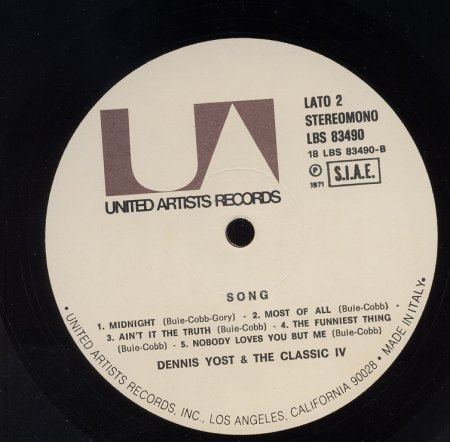 UA
UNITED ARTISTS RECORDS
LATO 2
STEREOMONO
LBS 83490
18 LBS 83490-B
Ⓟ 1971
S.I.A.E.
SONG
1. MIDNIGHT (Buie-Cobb-Gory) - 2. MOST OF ALL (Buie-Cobb) -
3. AIN'T IT THE TRUTH (Buie-Cobb) - 4. THE FUNNIEST THING
(Buie-Cobb) - 5. NOBODY LOVES YOU BUT ME (Buie-Cobb)
DENNIS YOST & THE CLASSIC IV
• UNITED ARTISTS RECORDS, INC., LOS ANGELES, CALIFORNIA 90028 • MADE IN ITALY •